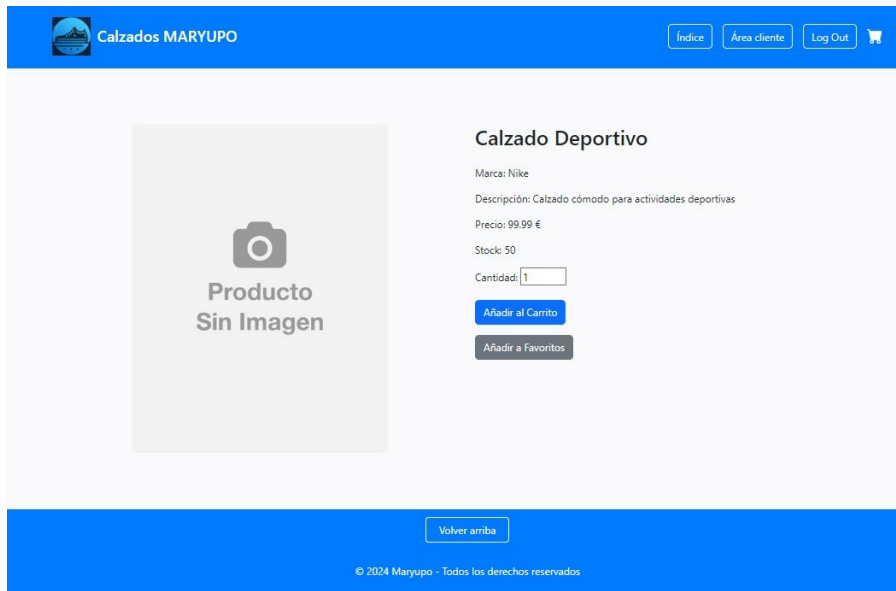 Calzados MARYUPO
Índice
Área cliente
Log Out
Producto
Sin Imagen
Calzado Deportivo
Marca: Nike
Descripción: Calzado cómodo para actividades deportivas
Precio: 99.99 €
Stock: 50
Cantidad: 1
Añadir al Carrito
Añadir a Favoritos
Volver arriba
© 2024 Maryupo - Todos los derechos reservados